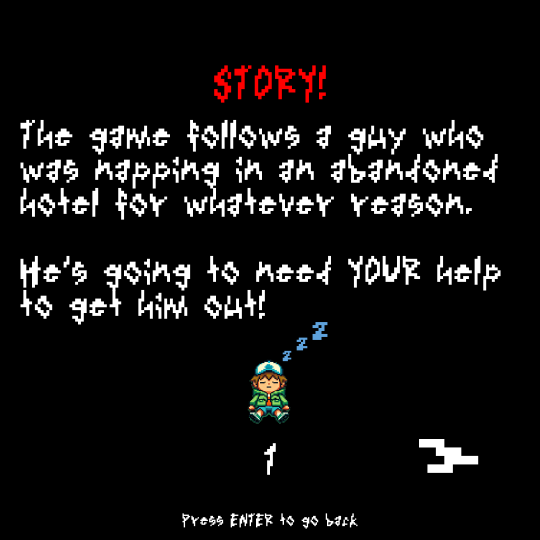 STORY!
The game follows a guy who
was napping in an abandoned
hotel for whatever reason.
He's going to need YOUR help
to get him out!
z z z
1
Press ENTER to go back